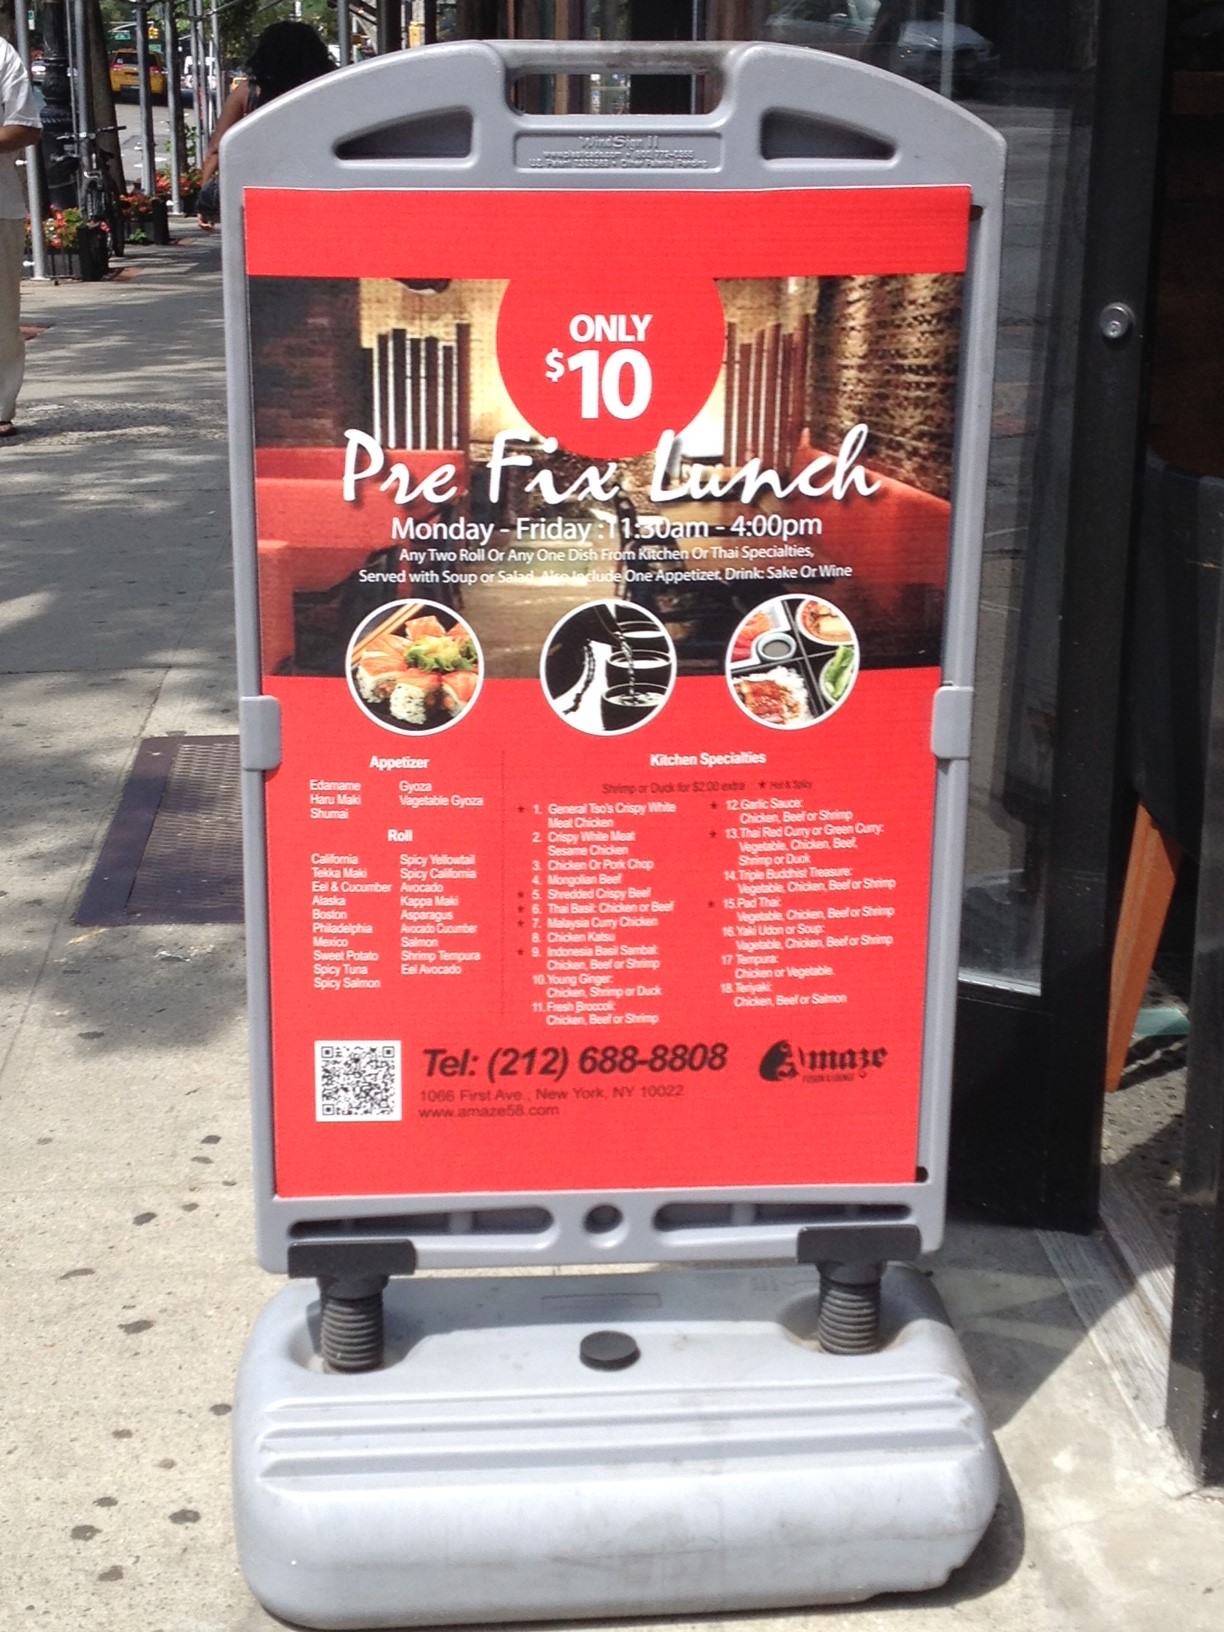 WindSign II
ONLY
$10
Pre Fix Lunch
Monday - Friday :11:30am - 4:00pm
Any Two Roll Or Any One Dish From Kitchen Or Thai Specialties,
Served with Soup or Salad, Also Include One Appetizer, Drink: Sake Or Wine
Appetizer
Edamame
Haru Maki
Shumai
Gyoza
Vagetable Gyoza
Roll
California
Tekka Maki
Eel & Cucumber
Alaska
Boston
Philadelphia
Mexico
Sweet Potato
Spicy Tuna
Spicy Salmon
Spicy Yellowtail
Spicy California
Avocado
Kappa Maki
Asparagus
Avocado Cucumber
Salmon
Shrimp Tempura
Eel Avocado
Kitchen Specialties
Shrimp or Duck for $2.00 extra ★ Hot & Spicy
★ 1. General Tso's Crispy White
Meat Chicken
2. Crispy White Meat
Sesame Chicken
3. Chicken Or Pork Chop
4. Mongolian Beef
★ 5. Shredded Crispy Beef
★ 6. Thai Basil: Chicken or Beef
★ 7. Malaysia Curry Chicken
8. Chicken Katsu
★ 9. Indonesia Basil Sambal:
Chicken, Beef or Shrimp
10. Young Ginger:
Chicken, Shrimp or Duck
11. Fresh Broccoli:
Chicken, Beef or Shrimp
★ 12. Garlic Sauce:
Chicken, Beef or Shrimp
★ 13. Thai Red Curry or Green Curry:
Vegetable, Chicken, Beef,
Shrimp or Duck
14. Triple Buddhist Treasure:
Vegetable, Chicken, Beef or Shrimp
★ 15. Pad Thai:
Vegetable, Chicken, Beef or Shrimp
16. Yaki Udon or Soup:
Vagetable, Chicken, Beef or Shrimp
17 Tempura:
Chicken or Vegetable.
18. Teriyaki:
Chicken, Beef or Salmon
Tel: (212) 688-8808
1066 First Ave., New York, NY 10022
www.amaze58.com
Amaze
FUSION & LOUNGE